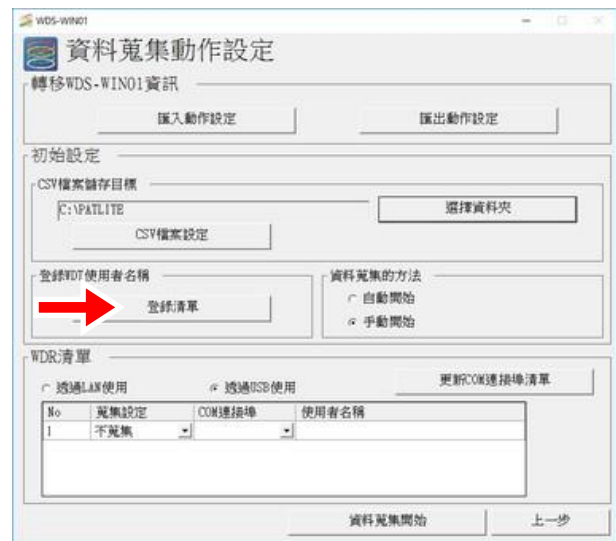 WDS-WIN01
資料蒐集動作設定
轉移WDS-WIN01資訊
匯入動作設定 匯出動作設定
初始設定
CSV檔案儲存目標
C:\PATLITE 選擇資料夾
CSV檔案設定
登錄WDT使用者名稱 資料蒐集的方法
登錄清單 自動開始
手動開始
WDR清單
透過LAN使用 透過USB使用 更新COM連接埠清單
No 蒐集設定 COM連接埠 使用者名稱
1 不蒐集
資料蒐集開始 上一步